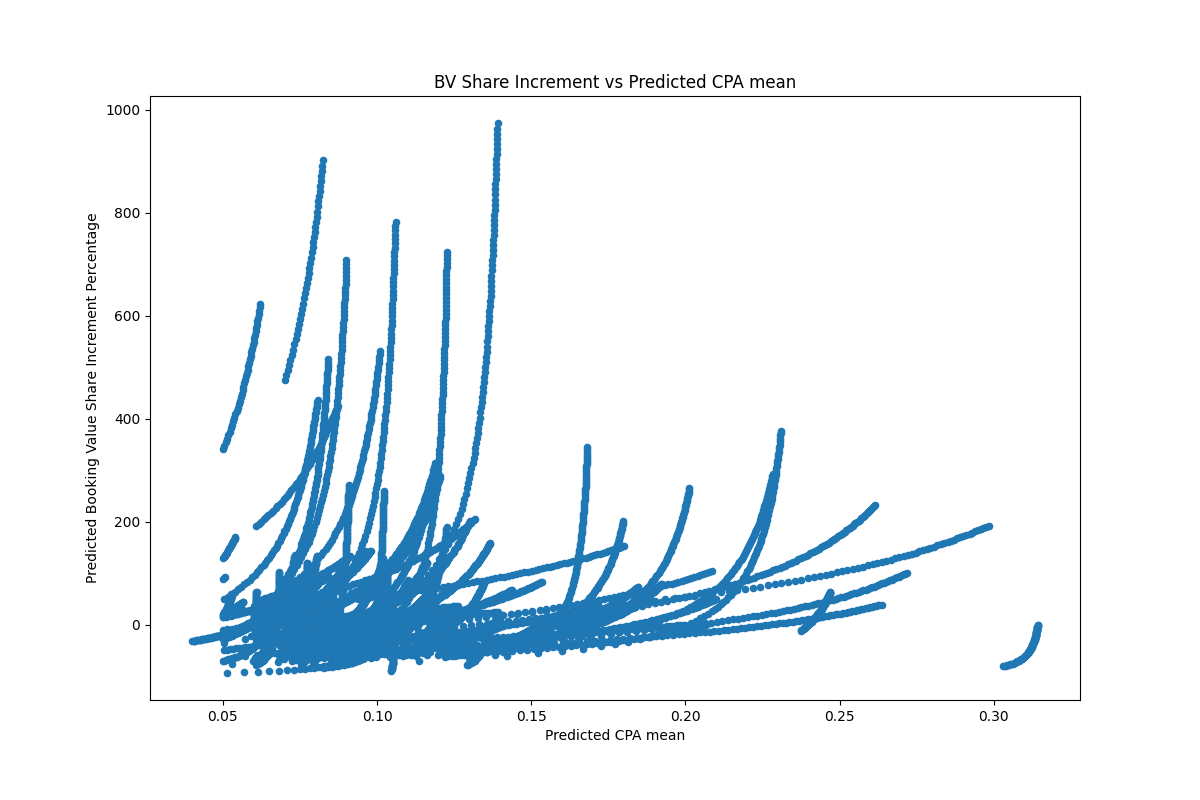 BV Share Increment vs Predicted CPA mean
1000
800
600
400
200
0
Predicted Booking Value Share Increment Percentage
0.05 0.10 0.15 0.20 0.25 0.30
Predicted CPA mean